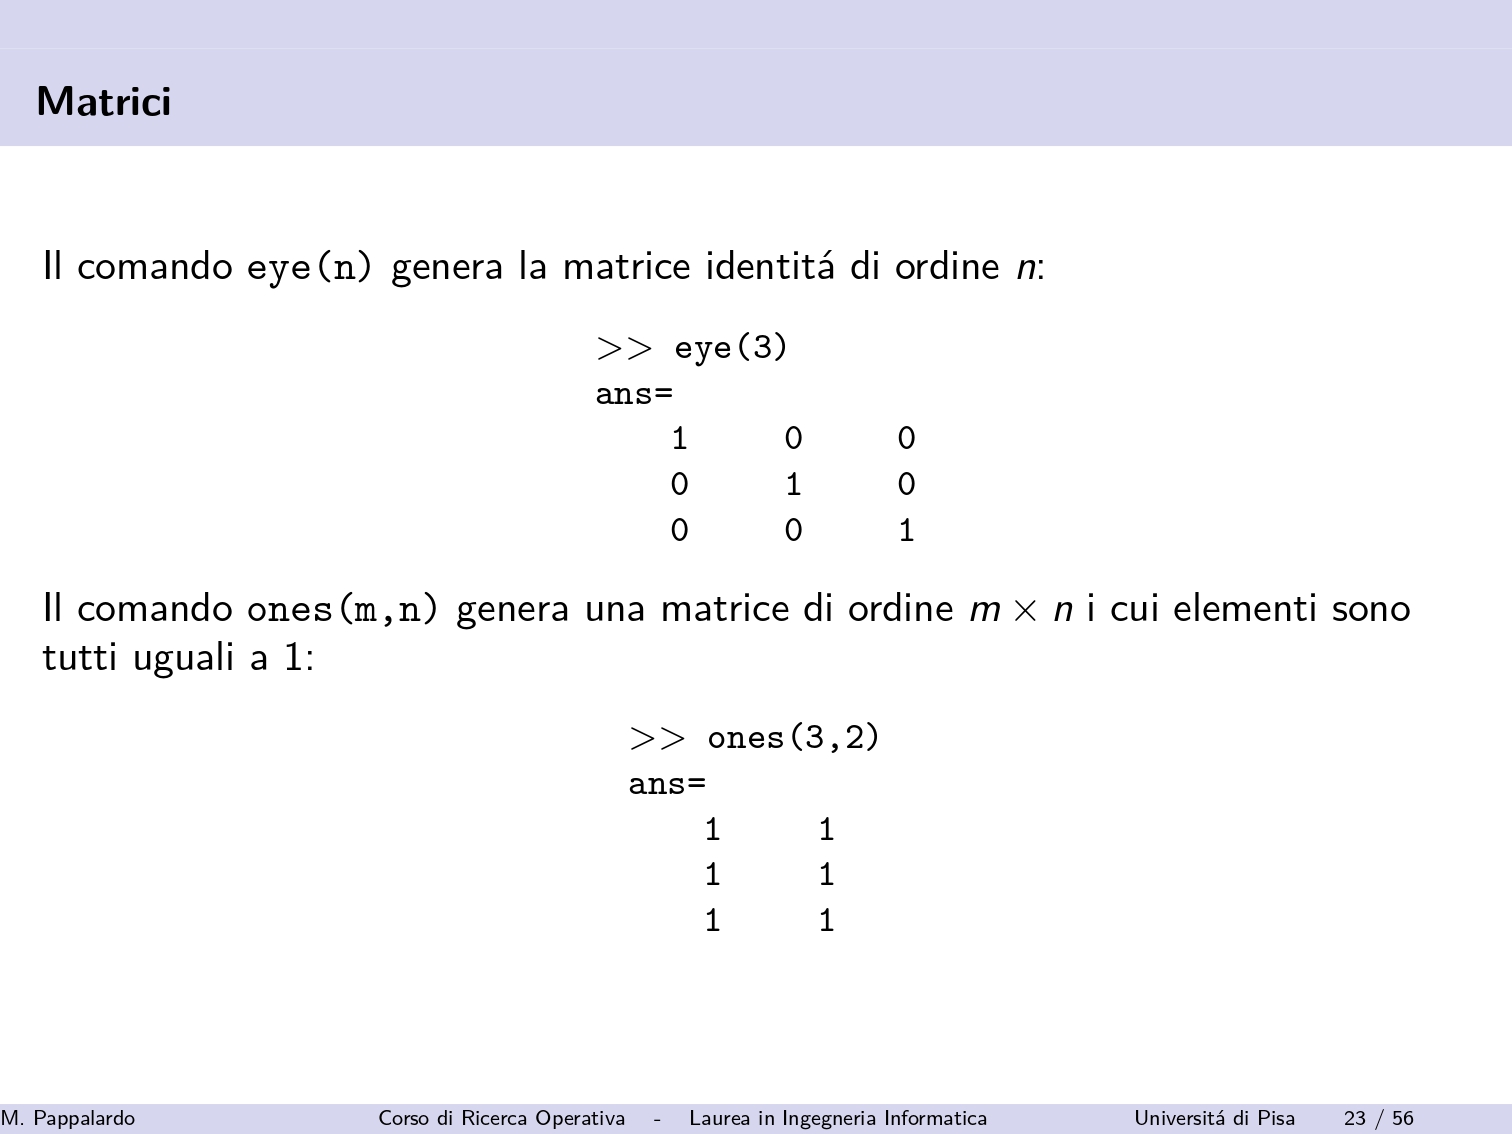 Matrici
Il comando eye(n) genera la matrice identitá di ordine n:
>> eye(3)
ans=
1 0 0
0 1 0
0 0 1
Il comando ones(m,n) genera una matrice di ordine m × n i cui elementi sono
tutti uguali a 1:
>> ones(3,2)
ans=
1 1
1 1
1 1
M. Pappalardo Corso di Ricerca Operativa - Laurea in Ingegneria Informatica Universitá di Pisa 23 / 56